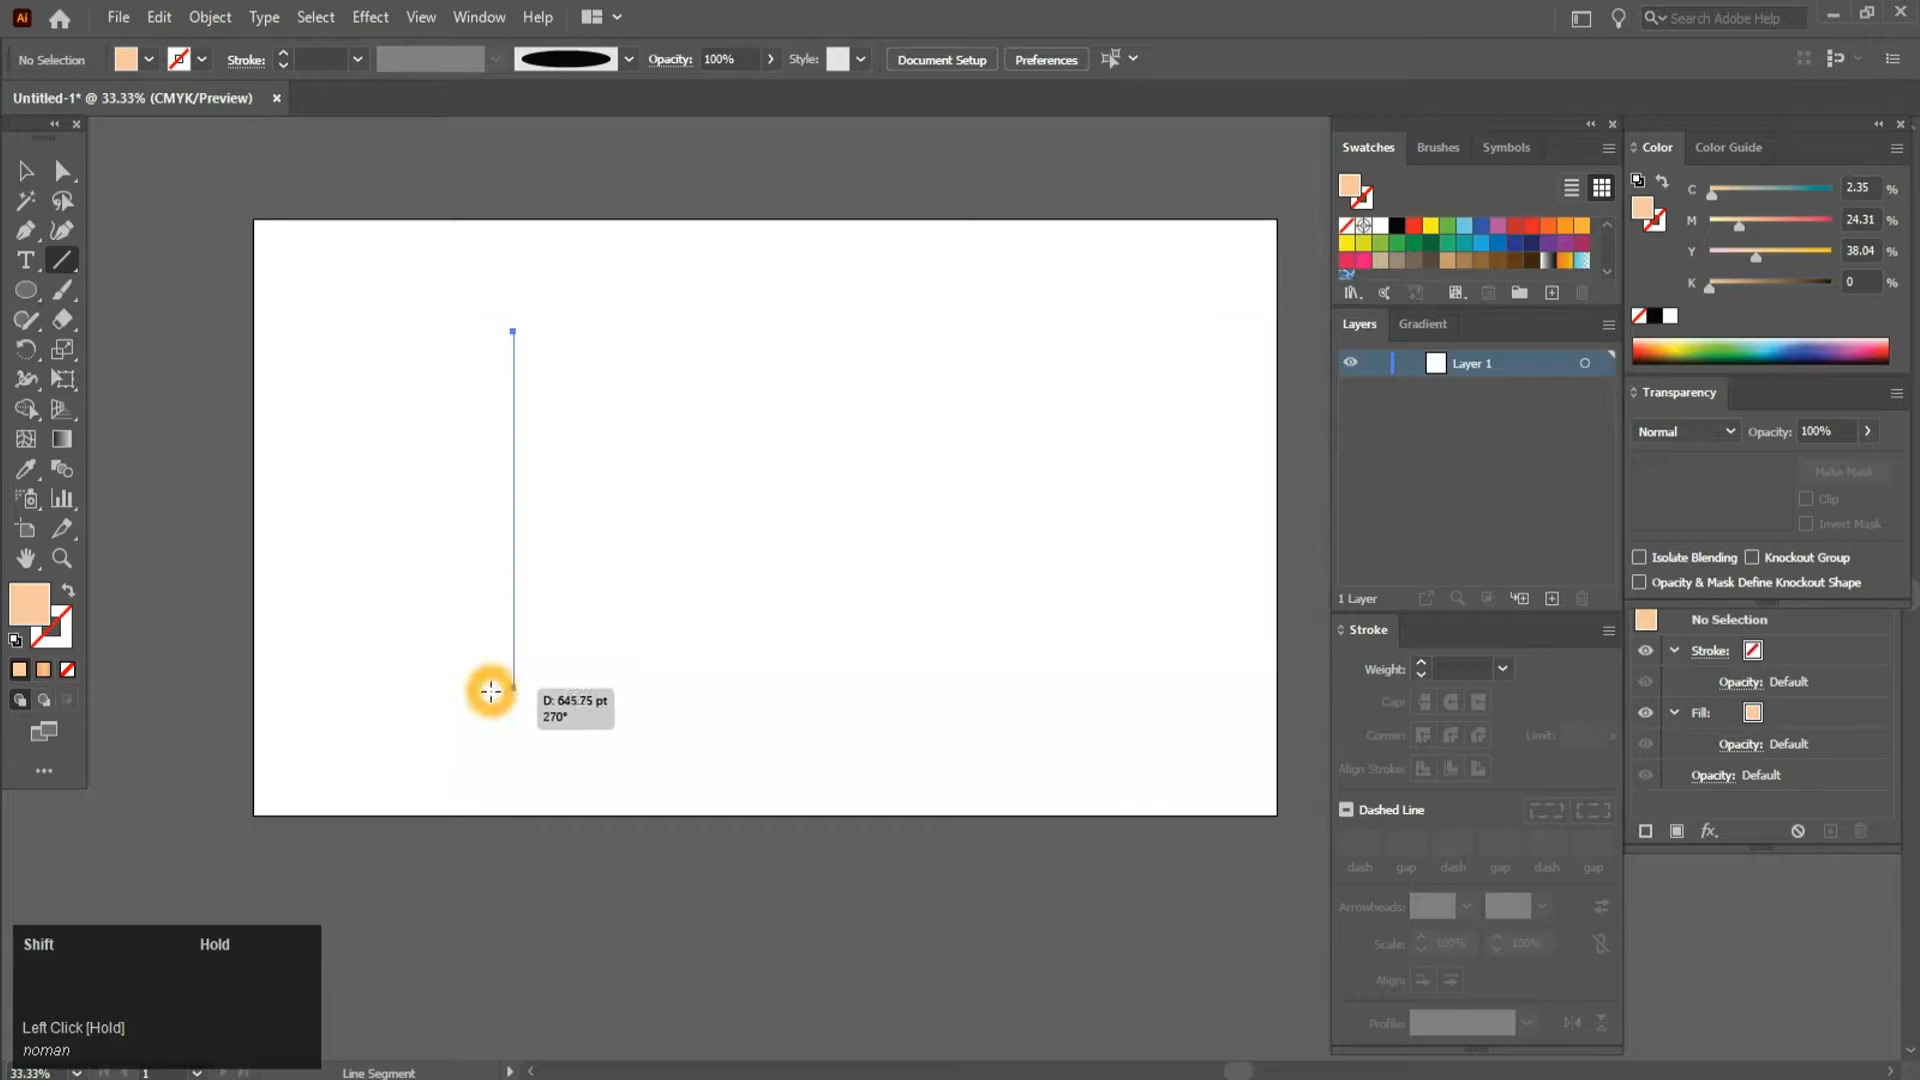 Ai File Edit Object Type Select Effect View Window Help Search Adobe Help
No Selection Stroke: Opacity: 100% Style: Document Setup Preferences
Untitled-1* @ 33.33% (CMYK/Preview) ×
Swatches Brushes Symbols
Color Color Guide
C 2.35 %
M 24.31 %
Y 38.04 %
K 0 %
Layers Gradient
Layer 1
1 Layer
Transparency
Normal Opacity: 100%
Make Mask
Clip
Invert Mask
Isolate Blending Knockout Group
Opacity & Mask Define Knockout Shape
No Selection
Stroke:
Opacity: Default
Fill:
Opacity: Default
Opacity: Default
fx
Stroke
Weight:
Cap:
Corner: Limit: x
Align Stroke:
Dashed Line
dash gap dash gap dash gap
Arrowheads:
Scale: 100% 100%
Align:
Profile:
T
D: 645.75 pt
270°
Shift Hold
Left Click [Hold]
noman
33.33% 1 Line Segment